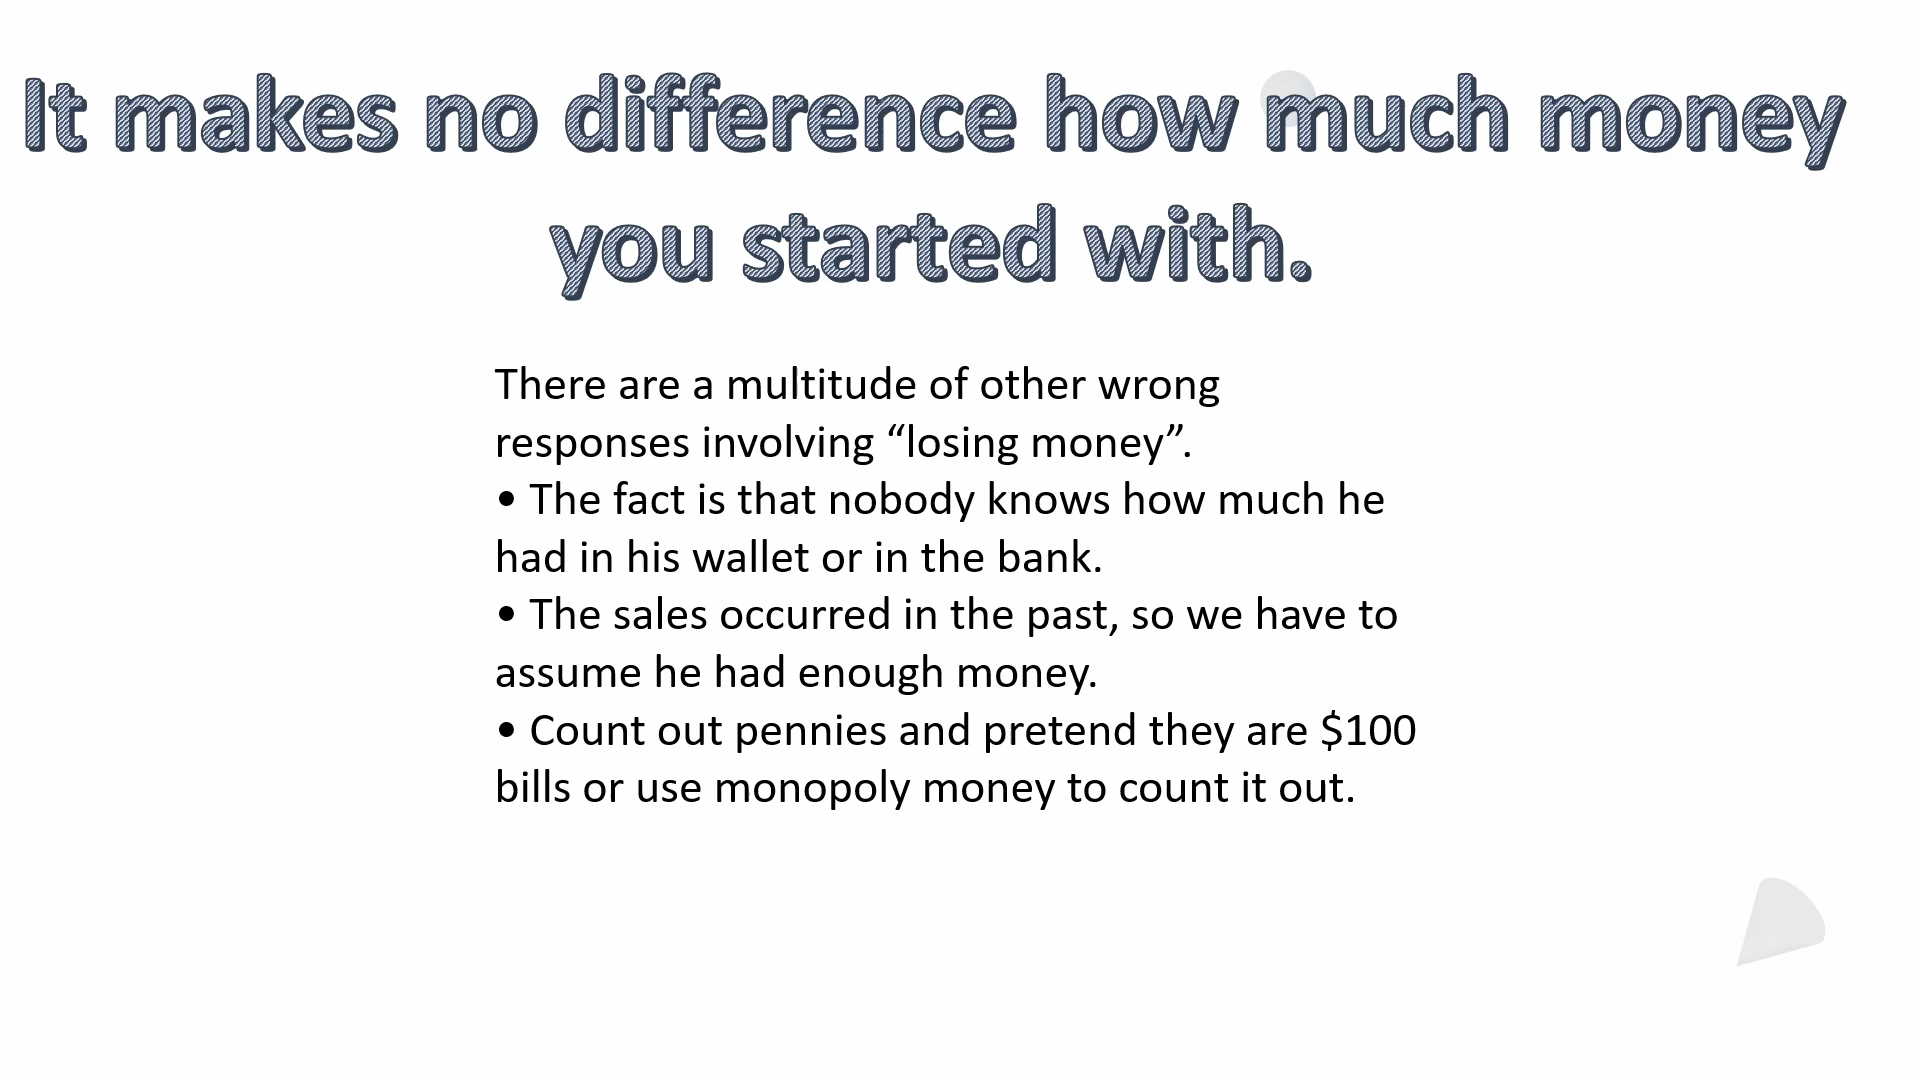 It makes no difference how much money
you started with.
There are a multitude of other wrong
responses involving “losing money”.
• The fact is that nobody knows how much he
had in his wallet or in the bank.
• The sales occurred in the past, so we have to
assume he had enough money.
• Count out pennies and pretend they are $100
bills or use monopoly money to count it out.